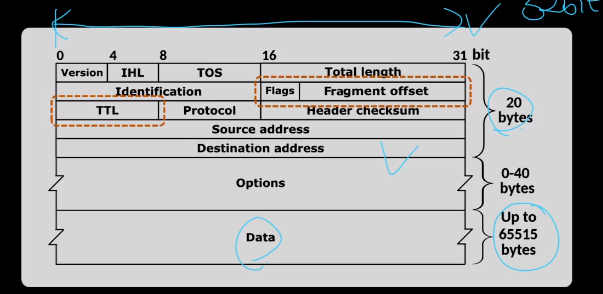 32bit
0 4 8 16 31 bit
Version IHL TOS Total length
Identification Flags Fragment offset
TTL Protocol Header checksum
20
bytes
Source address
Destination address
Options
0-40
bytes
Data
Up to
65515
bytes